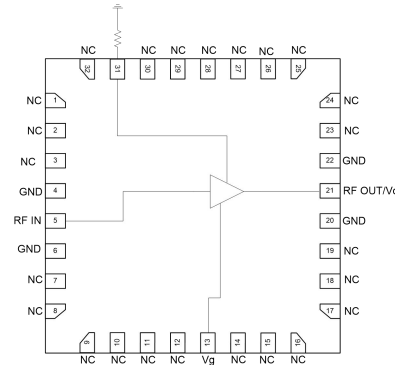 NC NC NC NC NC NC NC
32 31 30 29 28 27 26 25
NC 1 24 NC
NC 2 23 NC
NC 3 22 GND
GND 4 21 RF OUT/V
RF IN 5 20 GND
GND 6 19 NC
NC 7 18 NC
NC 8 17 NC
9 10 11 12 13 14 15 16
NC NC NC NC Vg NC NC NC